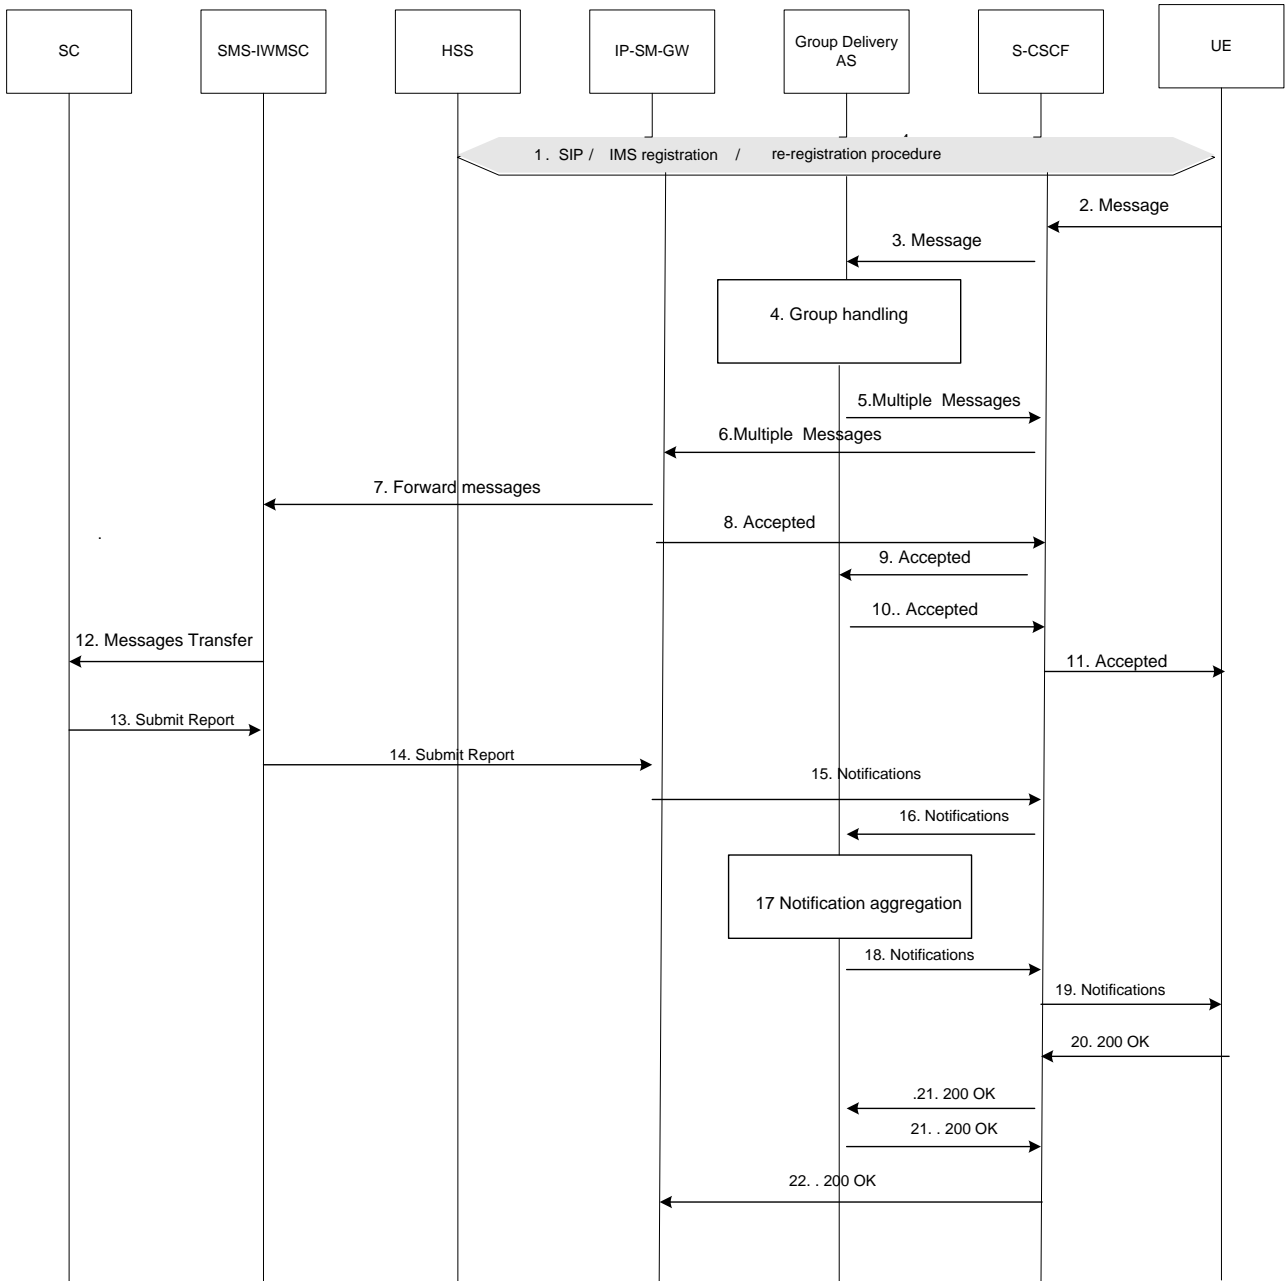 SC
SMS-IWMSC
HSS
IP-SM-GW
Group Delivery
AS
S-CSCF
UE
1. SIP / IMS registration / re-registration procedure
2. Message
3. Message
4. Group handling
5.Multiple Messages
6.Multiple Messages
7. Forward messages
8. Accepted
.
9. Accepted
10.. Accepted
12. Messages Transfer
11. Accepted
13. Submit Report
14. Submit Report
15. Notifications
16. Notifications
17 Notification aggregation
18. Notifications
19. Notifications
20. 200 OK
.21. 200 OK
21. . 200 OK
22. . 200 OK